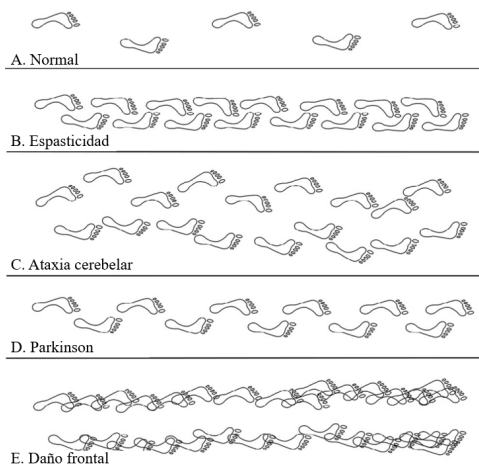 A. Normal
B. Espasticidad
C. Ataxia cerebelar
D. Parkinson
E. Daño frontal